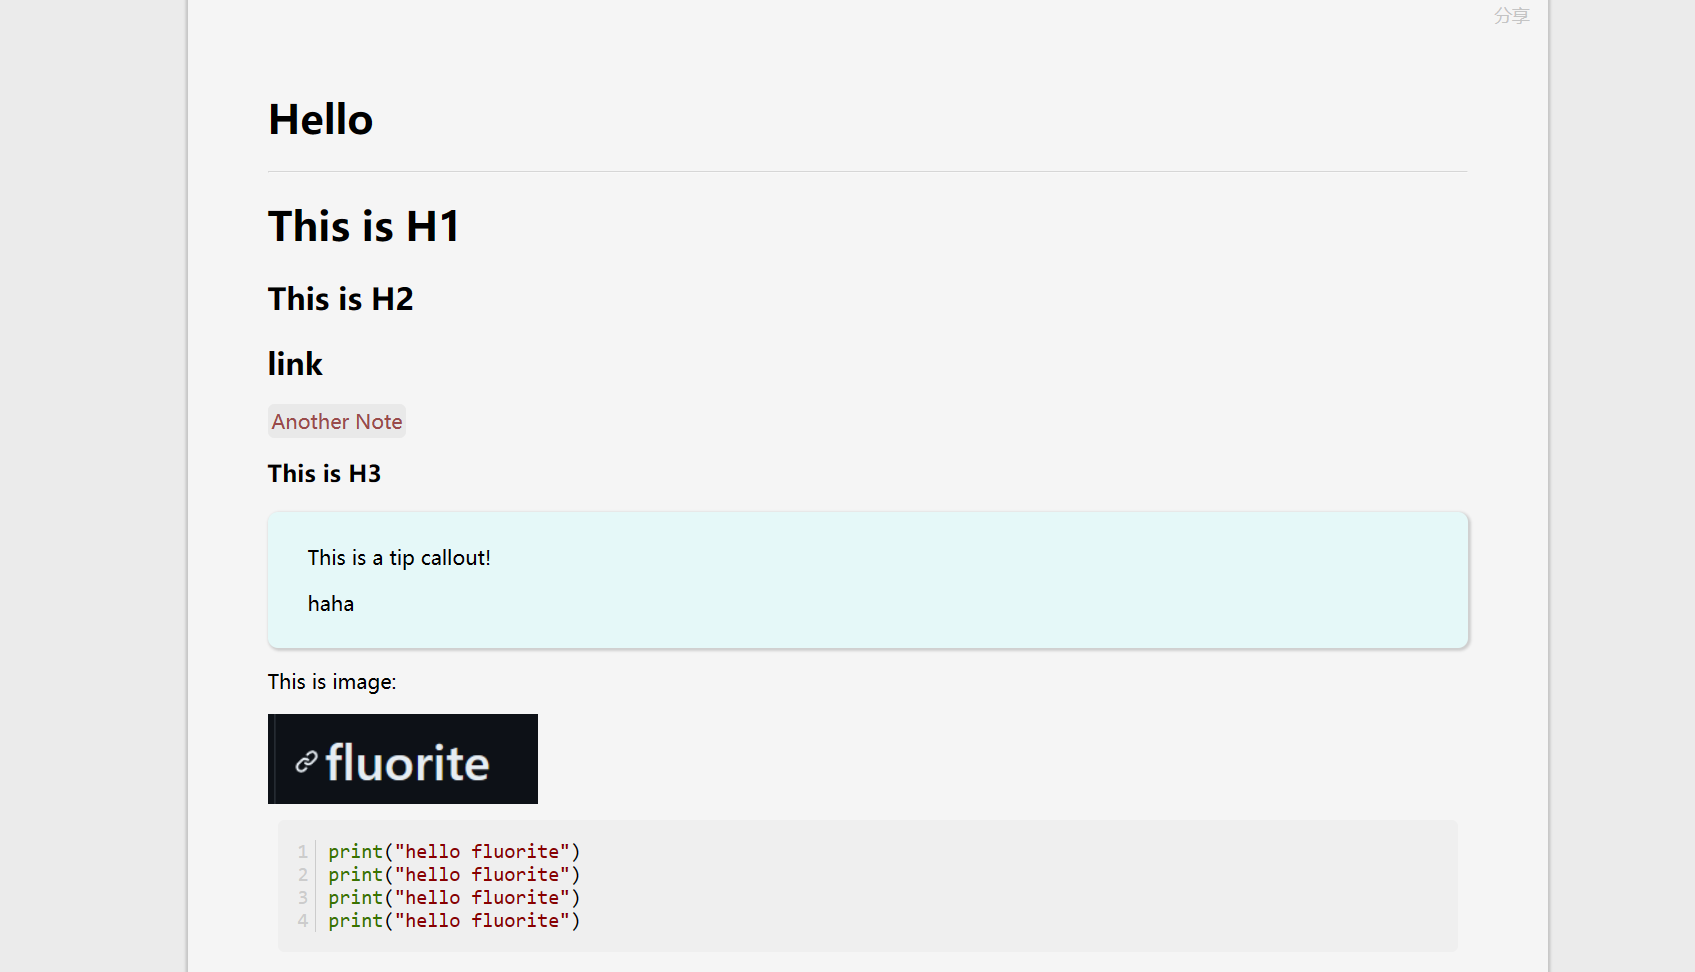 分享
Hello
This is H1
This is H2
link
Another Note
This is H3
This is a tip callout!
haha
This is image:
fluorite
1 print("hello fluorite")
2 print("hello fluorite")
3 print("hello fluorite")
4 print("hello fluorite")